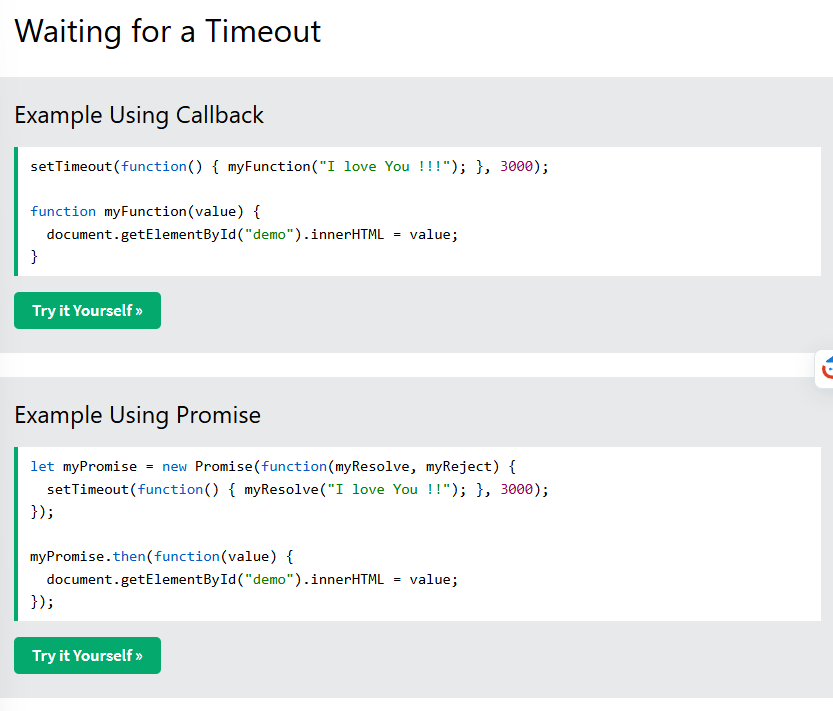 Waiting for a Timeout
Example Using Callback
setTimeout(function() { myFunction("I love You !!!"); }, 3000);
function myFunction(value) {
  document.getElementById("demo").innerHTML = value;
}
Try it Yourself »
Example Using Promise
let myPromise = new Promise(function(myResolve, myReject) {
  setTimeout(function() { myResolve("I love You !!"); }, 3000);
});
myPromise.then(function(value) {
  document.getElementById("demo").innerHTML = value;
});
Try it Yourself »